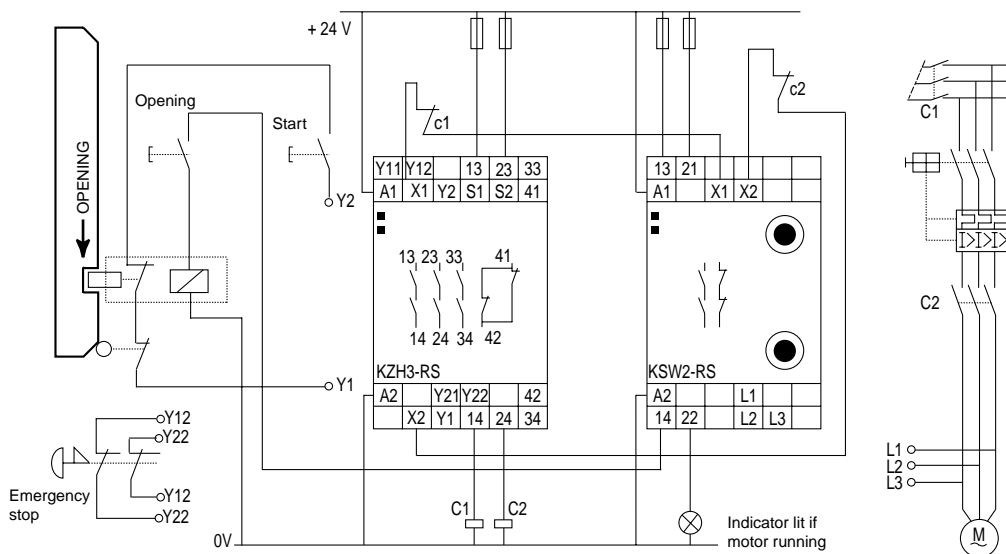 + 24 V
Opening
Start
c1
c2
C1
OPENING
Y2
Y11 Y12 13 23 33
A1 X1 Y2 S1 S2 41
13 21
A1 X1 X2
13 23 33 41
14 24 34 42
C2
KZH3-RS
KSW2-RS
Y1
A2 Y21 Y22 42
X2 Y1 14 24 34
A2 L1
14 22 L2 L3
Y12
Y22
Emergency
stop
Y12
Y22
L1
L2
L3
C1 C2
Indicator lit if
motor running
0V
M
~